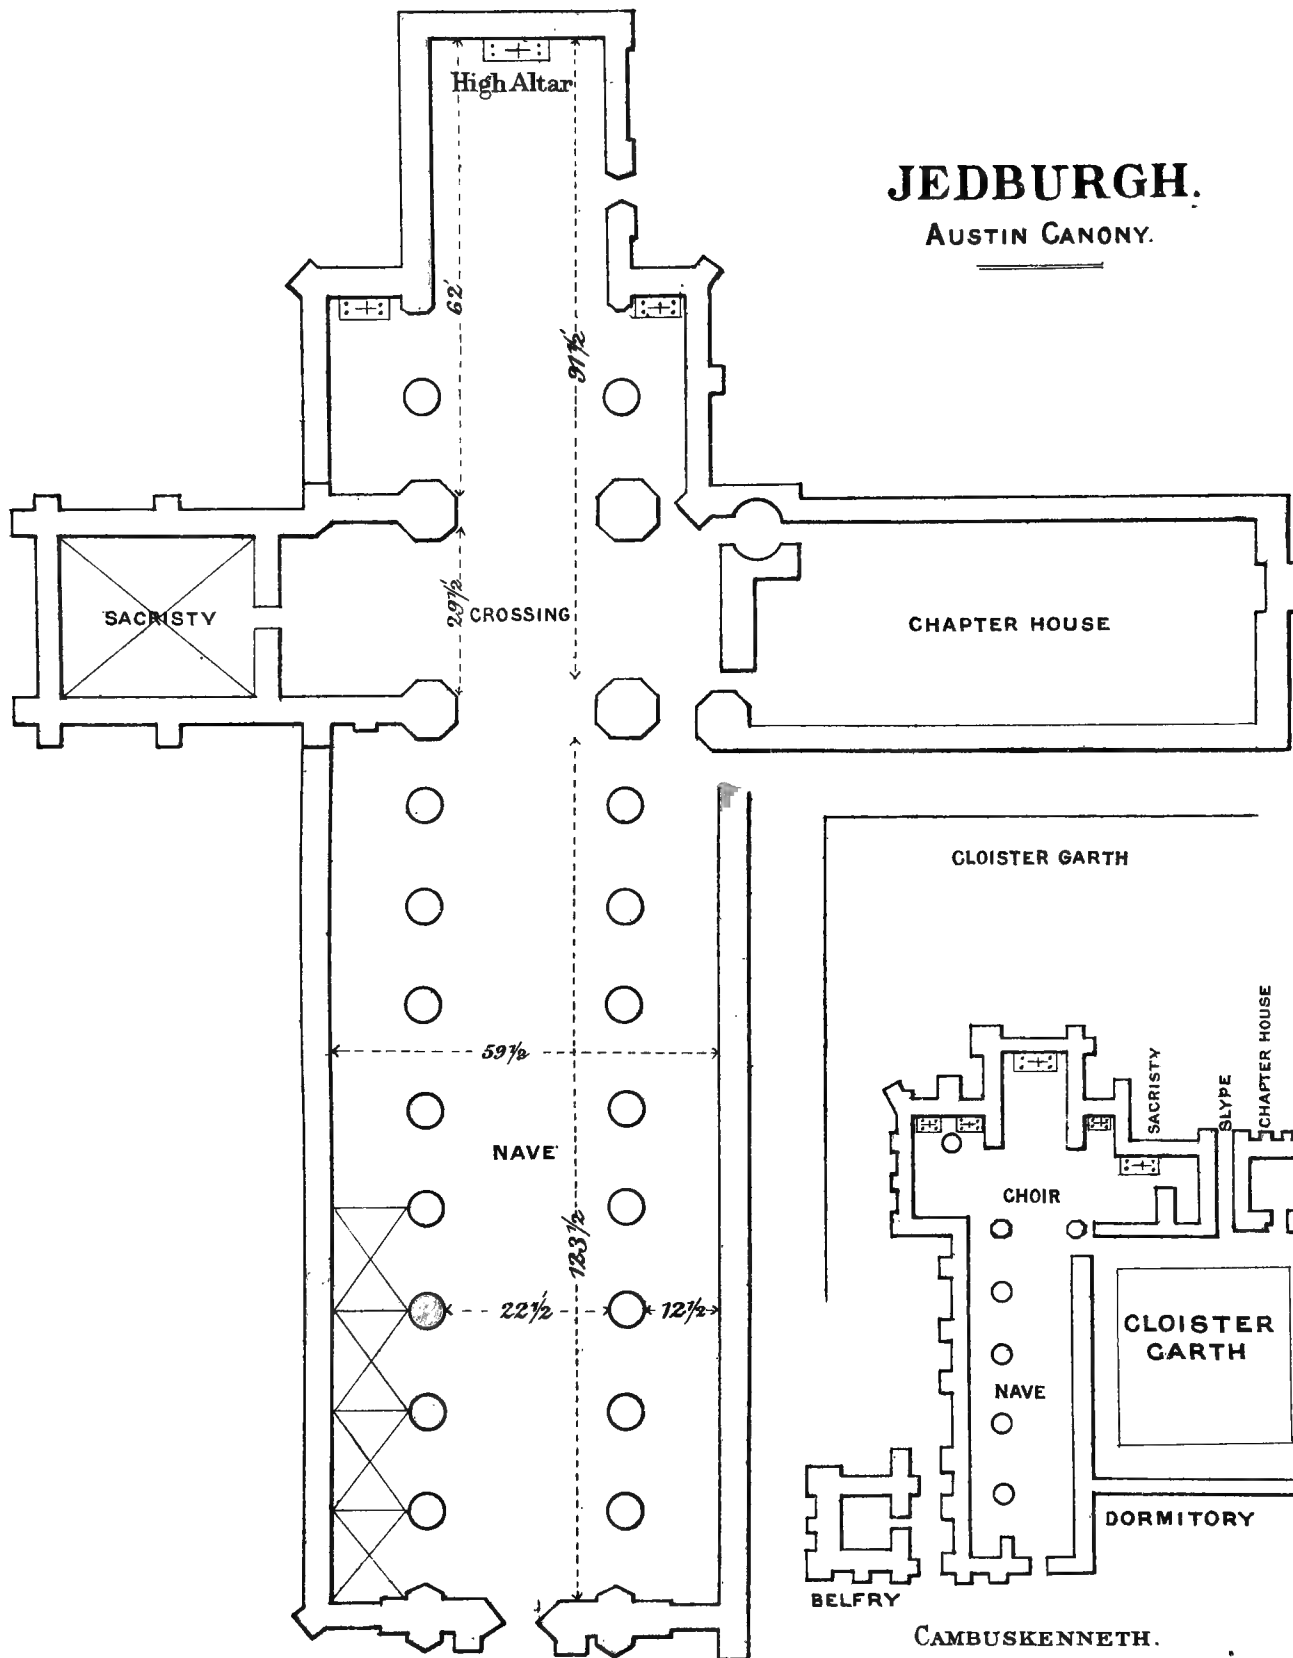 High Altar
JEDBURGH.
AUSTIN CANONY.
62'
91½'
29½'
SACRISTY
CROSSING
CHAPTER HOUSE
CLOISTER GARTH
59½
NAVE
123½
22½'
12½
SACRISTY
SLYPE
CHAPTER HOUSE
CHOIR
CLOISTER
GARTH
NAVE
DORMITORY
BELFRY
CAMBUSKENNETH.